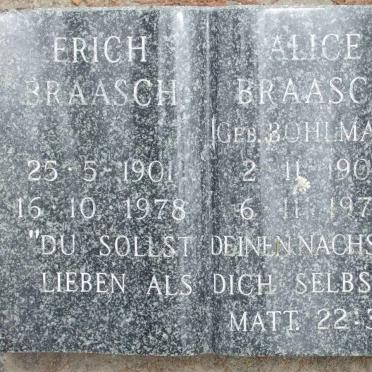 ERICH ALICE
BRAASCH BRAASC
(GEB. BOHLMA
25-5-1901 2 11 190
16 10 1978 6 11 197
"DU SOLLST DEINEN NACHS
LIEBEN ALS DICH SELBS
MATT. 22-3